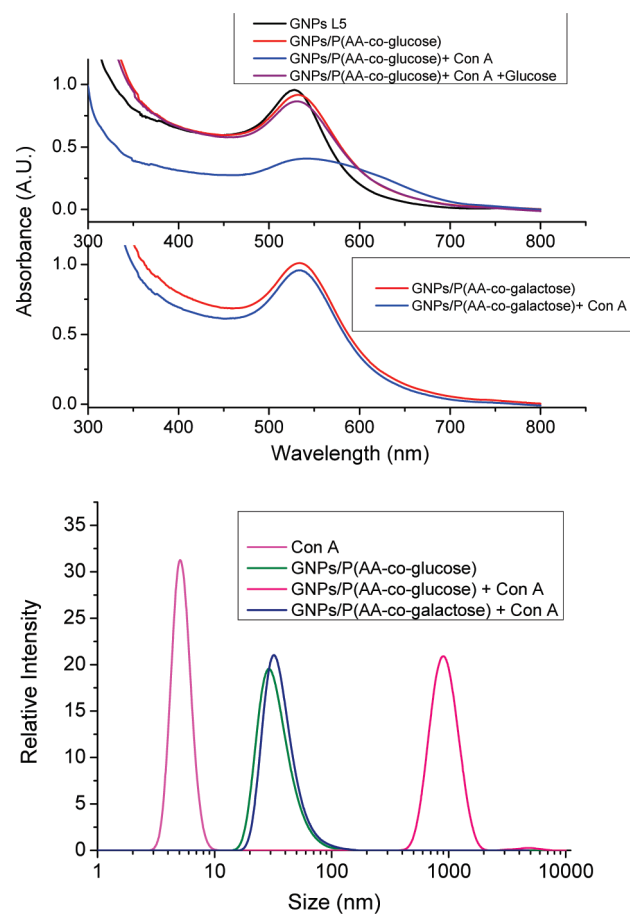 GNPs L5
GNPs/P(AA-co-glucose)
GNPs/P(AA-co-glucose)+ Con A
GNPs/P(AA-co-glucose)+ Con A +Glucose
1.0
0.5
0.0
300 400 500 600 700 800
Absorbance (A.U.)
GNPs/P(AA-co-galactose)
GNPs/P(AA-co-galactose)+ Con A
1.0
0.5
0.0
300 400 500 600 700 800
Wavelength (nm)
Con A
GNPs/P(AA-co-glucose)
GNPs/P(AA-co-glucose) + Con A
GNPs/P(AA-co-galactose) + Con A
35
30
25
20
15
10
5
0
Relative Intensity
1 10 100 1000 10000
Size (nm)